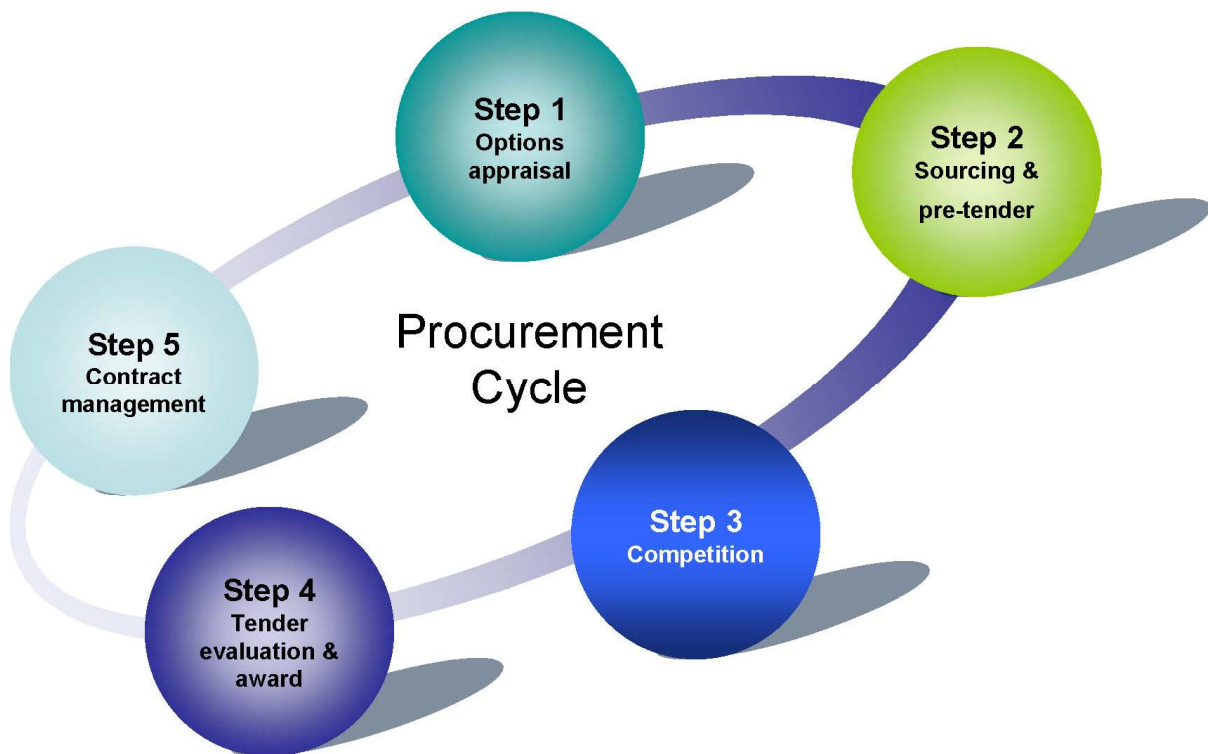 Step 1
Options
appraisal
Step 2
Sourcing &
pre-tender
Procurement
Cycle
Step 5
Contract
management
Step 3
Competition
Step 4
Tender
evaluation &
award